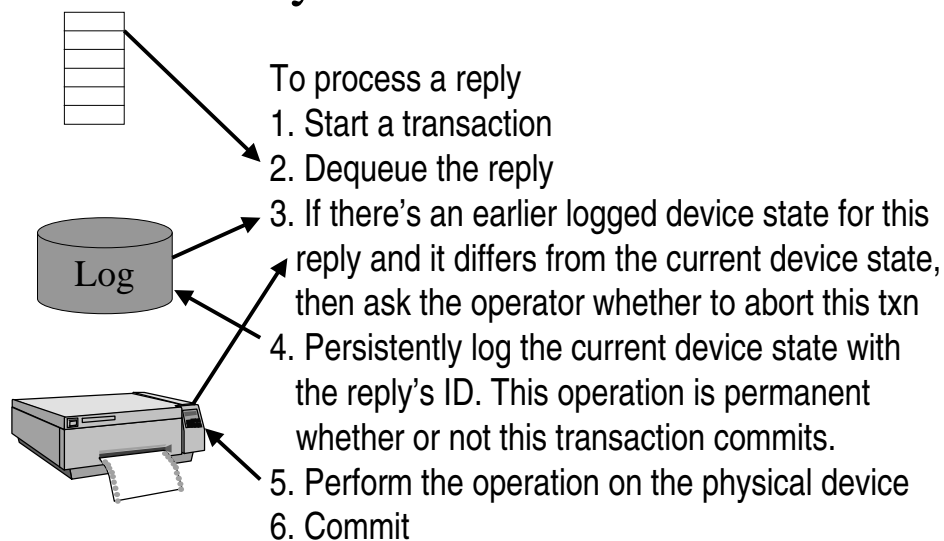 To process a reply
1. Start a transaction
2. Dequeue the reply
3. If there's an earlier logged device state for this
reply and it differs from the current device state,
then ask the operator whether to abort this txn
4. Persistently log the current device state with
the reply's ID. This operation is permanent
whether or not this transaction commits.
5. Perform the operation on the physical device
6. Commit
Log